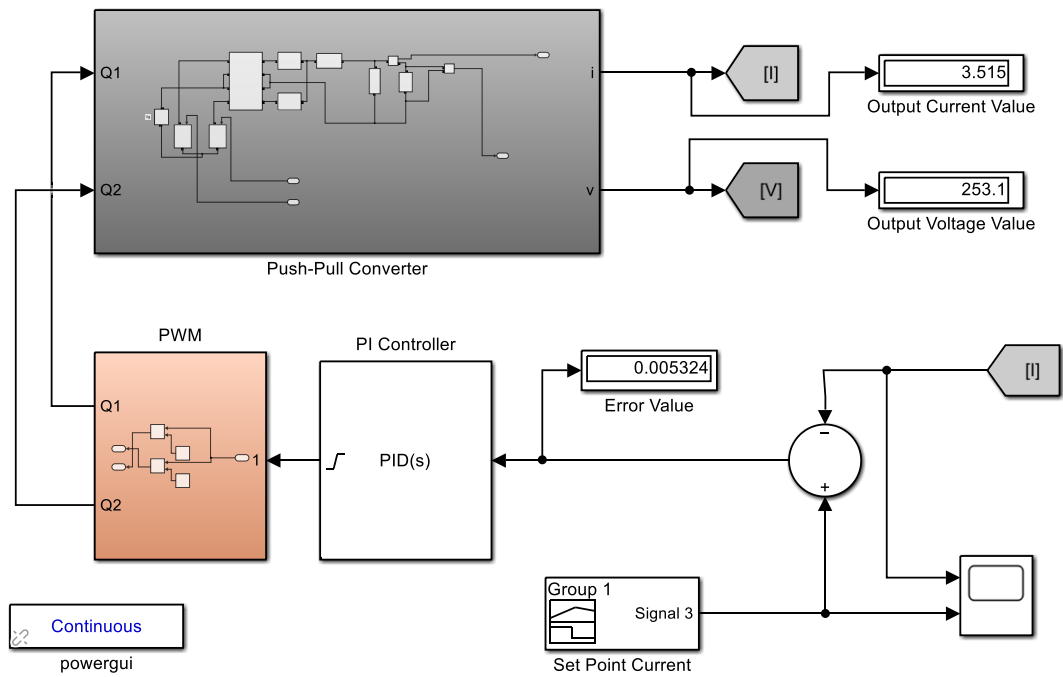 Q1
i
[I]
3.515
Output Current Value
Q2
v
[V]
253.1
Output Voltage Value
Push-Pull Converter
PWM
PI Controller
0.005324
Error Value
[I]
Q1
1
PID(s)
−
+
Q2
Group 1
Signal 3
Set Point Current
Continuous
powergui